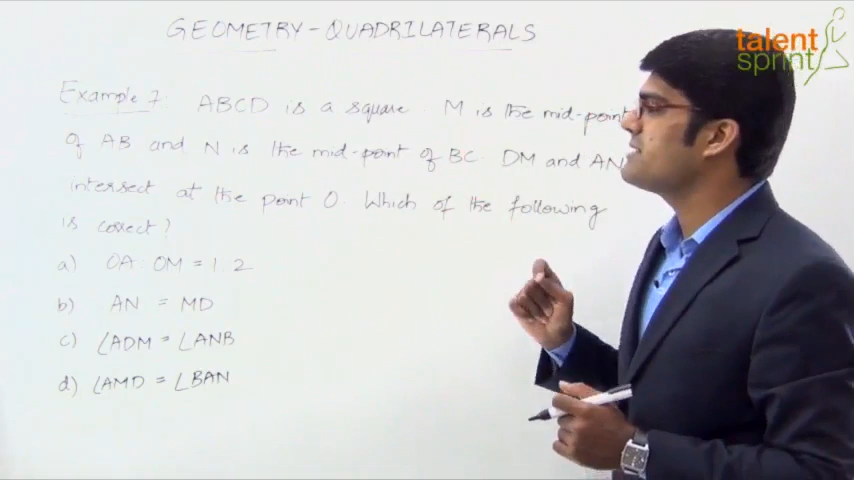 GEOMETRY - QUADRILATERALS
talent
sprint
Example 7. ABCD is a square. M is the mid-point
of AB and N is the mid-point of BC. DM and AN
intersect at the point O. Which of the following
is correct?
a) OA : OM = 1 : 2
b) AN = MD
c) ∠ADM = ∠ANB
d) ∠AMD = ∠BAN